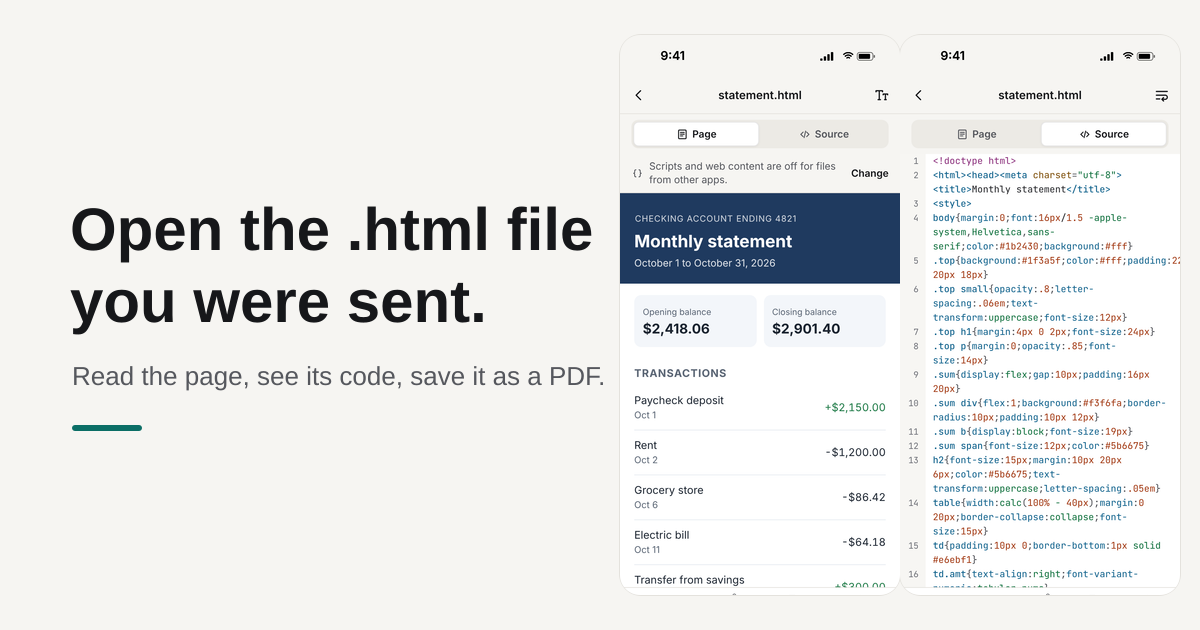 Open the .html file
you were sent.
Read the page, see its code, save it as a PDF.
9:41
statement.html
Page
Source
Scripts and web content are off for files
from other apps.
Change
CHECKING ACCOUNT ENDING 4821
Monthly statement
October 1 to October 31, 2026
Opening balance
$2,418.06
Closing balance
$2,901.40
TRANSACTIONS
Paycheck deposit
Oct 1
+$2,150.00
Rent
Oct 2
-$1,200.00
Grocery store
Oct 6
-$86.42
Electric bill
Oct 11
-$64.18
Transfer from savings
+$300.00
9:41
statement.html
Page
Source
1 <!doctype html>
2 <html><head><meta charset="utf-8">
<title>Monthly statement</title>
3 <style>
4 body{margin:0;font:16px/1.5 -apple-
system,Helvetica,sans-
serif;color:#1b2430;background:#fff}
5 .top{background:#1f3a5f;color:#fff;padding:22
20px 18px}
6 .top small{opacity:.8;letter-
spacing:.06em;text-
transform:uppercase;font-size:12px}
7 .top h1{margin:4px 0 2px;font-size:24px}
8 .top p{margin:0;opacity:.85;font-
size:14px}
9 .sum{display:flex;gap:10px;padding:16px
20px}
10 .sum div{flex:1;background:#f3f6fa;border-
radius:10px;padding:10px 12px}
11 .sum b{display:block;font-size:19px}
12 .sum span{font-size:12px;color:#5b6675}
13 h2{font-size:15px;margin:10px 20px
6px;color:#5b6675;text-
transform:uppercase;letter-spacing:.05em}
14 table{width:calc(100% - 40px);margin:0
20px;border-collapse:collapse;font-
size:15px}
15 td{padding:10px 0;border-bottom:1px solid
#e6ebf1}
16 td.amt{text-align:right;font-variant-